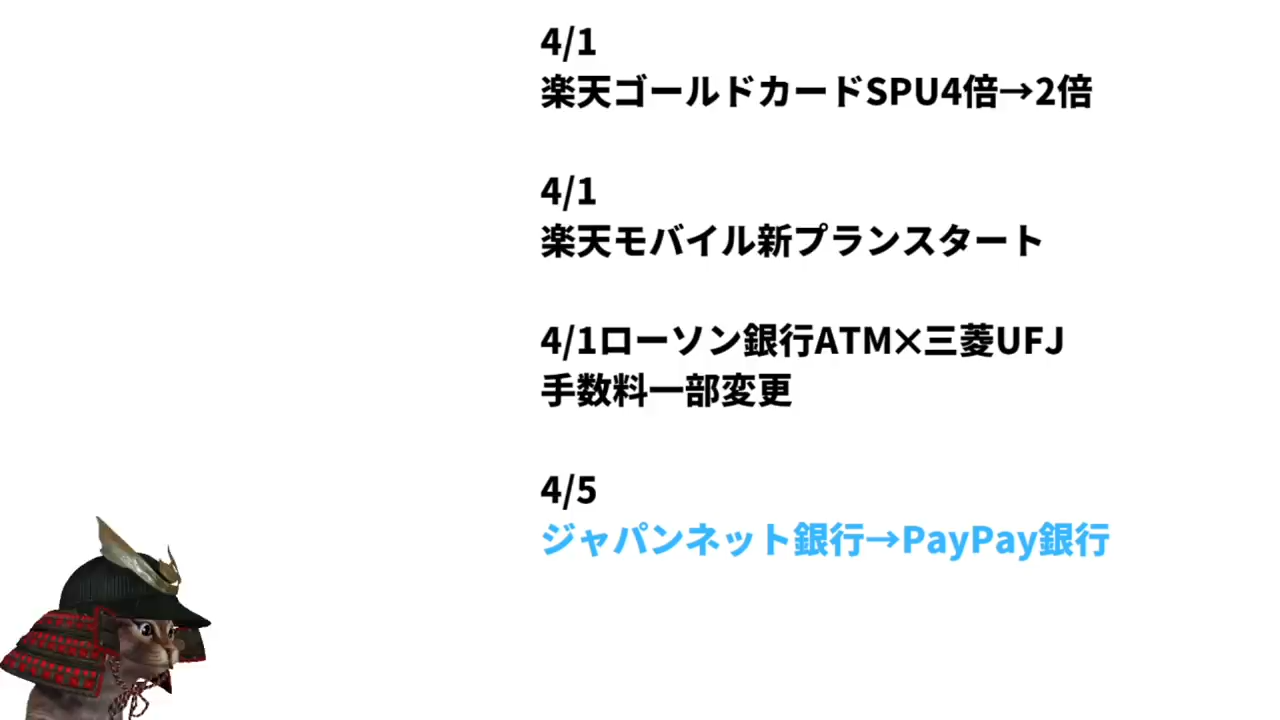 4/1
楽天ゴールドカードSPU4倍→2倍
4/1
楽天モバイル新プランスタート
4/1ローソン銀行ATM×三菱UFJ
手数料一部変更
4/5
ジャパンネット銀行→PayPay銀行